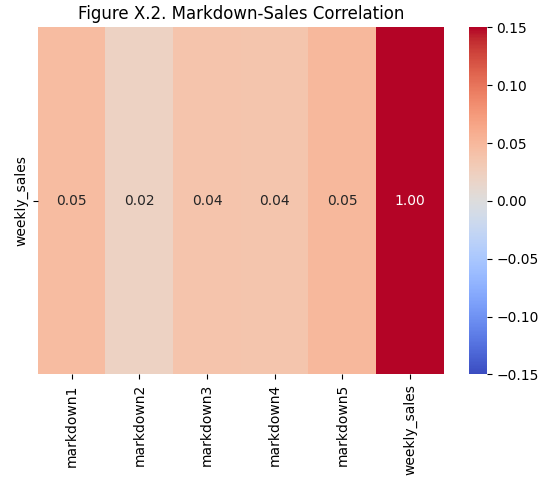 Figure X.2. Markdown-Sales Correlation
weekly_sales
0.05 0.02 0.04 0.04 0.05 1.00
markdown1 markdown2 markdown3 markdown4 markdown5 weekly_sales
0.15
0.10
0.05
0.00
−0.05
−0.10
−0.15